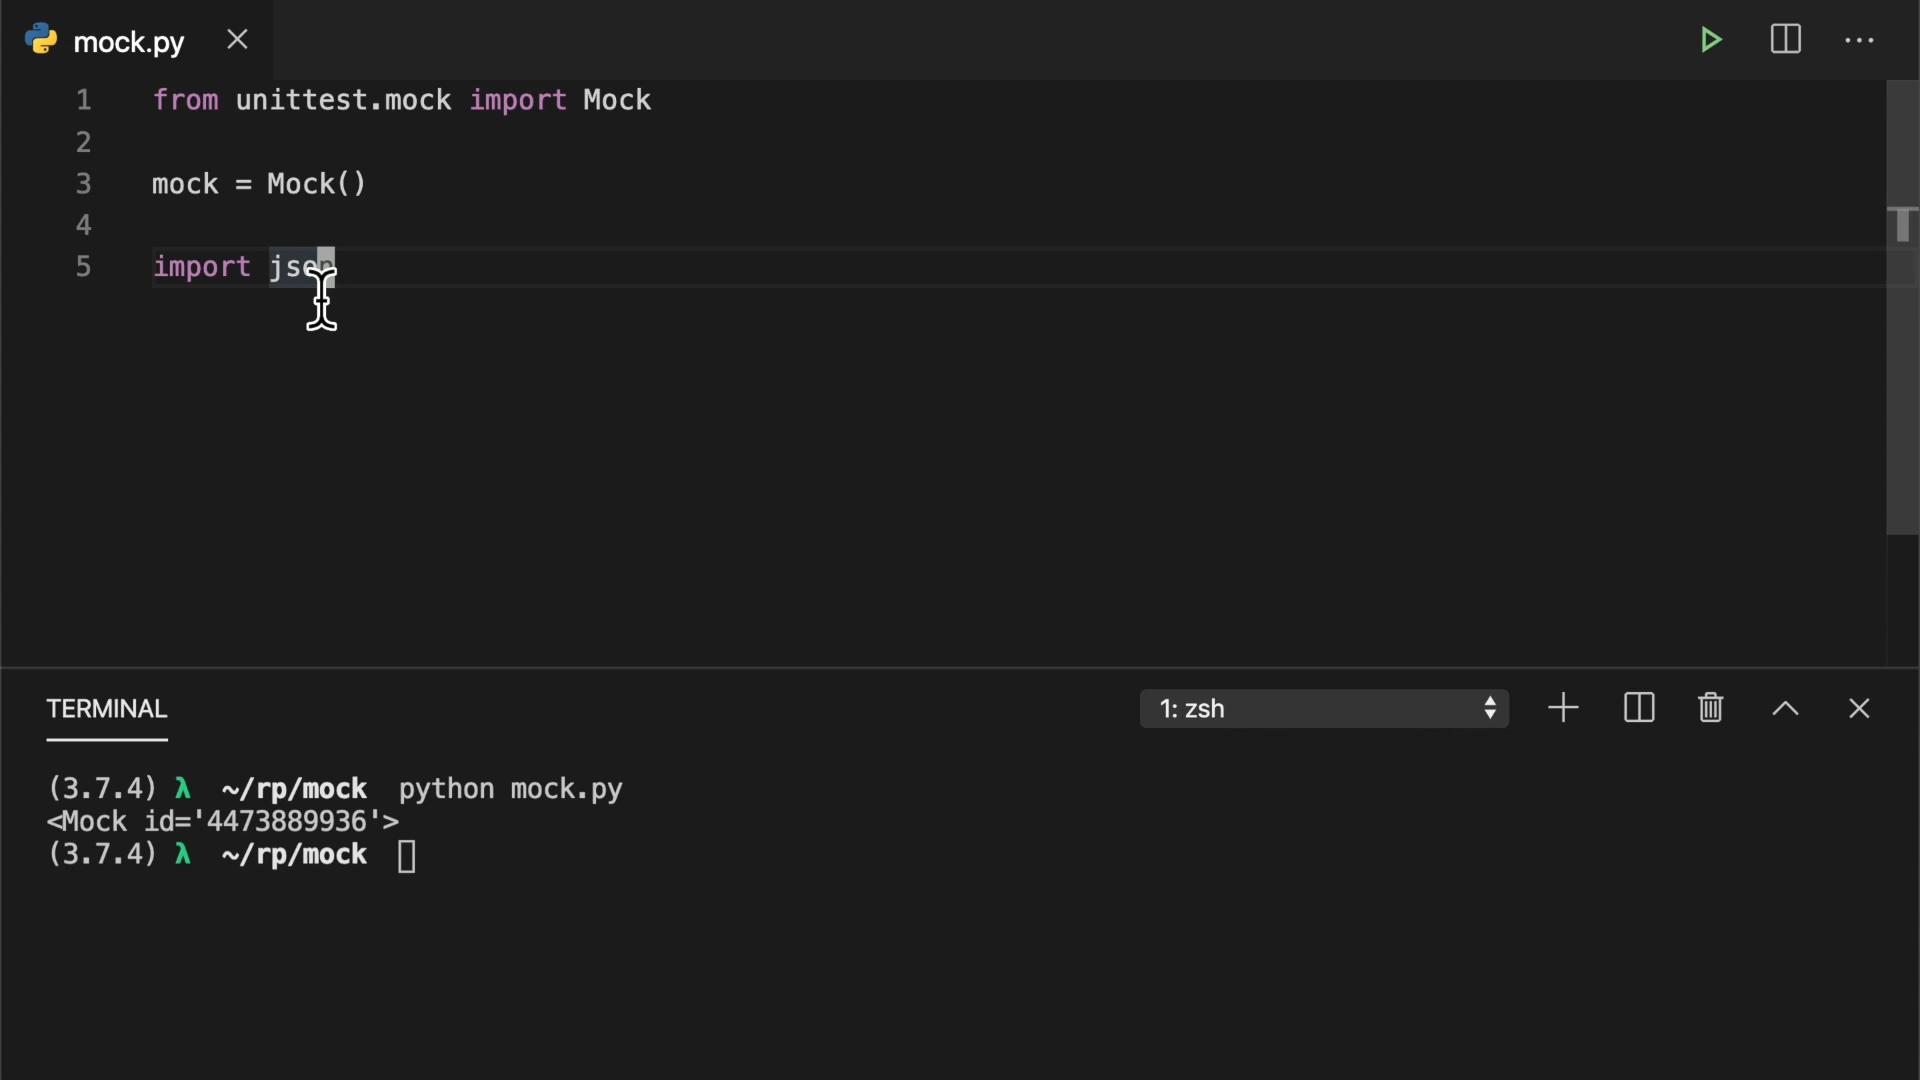 mock.py
1 from unittest.mock import Mock
2
3 mock = Mock()
4
5 import json
TERMINAL
1: zsh
(3.7.4) λ ~/rp/mock python mock.py
<Mock id='4473889936'>
(3.7.4) λ ~/rp/mock